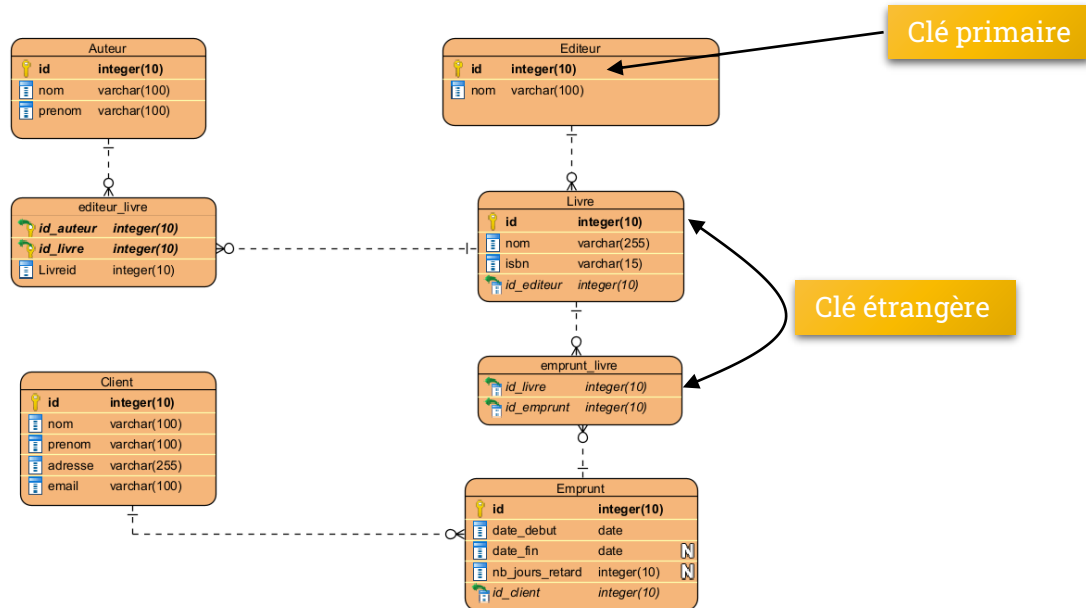 Clé primaire
Auteur
id integer(10)
nom varchar(100)
prenom varchar(100)
Editeur
id integer(10)
nom varchar(100)
editeur_livre
id_auteur integer(10)
id_livre integer(10)
Livreid integer(10)
Livre
id integer(10)
nom varchar(255)
isbn varchar(15)
id_editeur integer(10)
Clé étrangère
emprunt_livre
id_livre integer(10)
id_emprunt integer(10)
Client
id integer(10)
nom varchar(100)
prenom varchar(100)
adresse varchar(255)
email varchar(100)
Emprunt
id integer(10)
date_debut date
date_fin date N
nb_jours_retard integer(10) N
id_client integer(10)